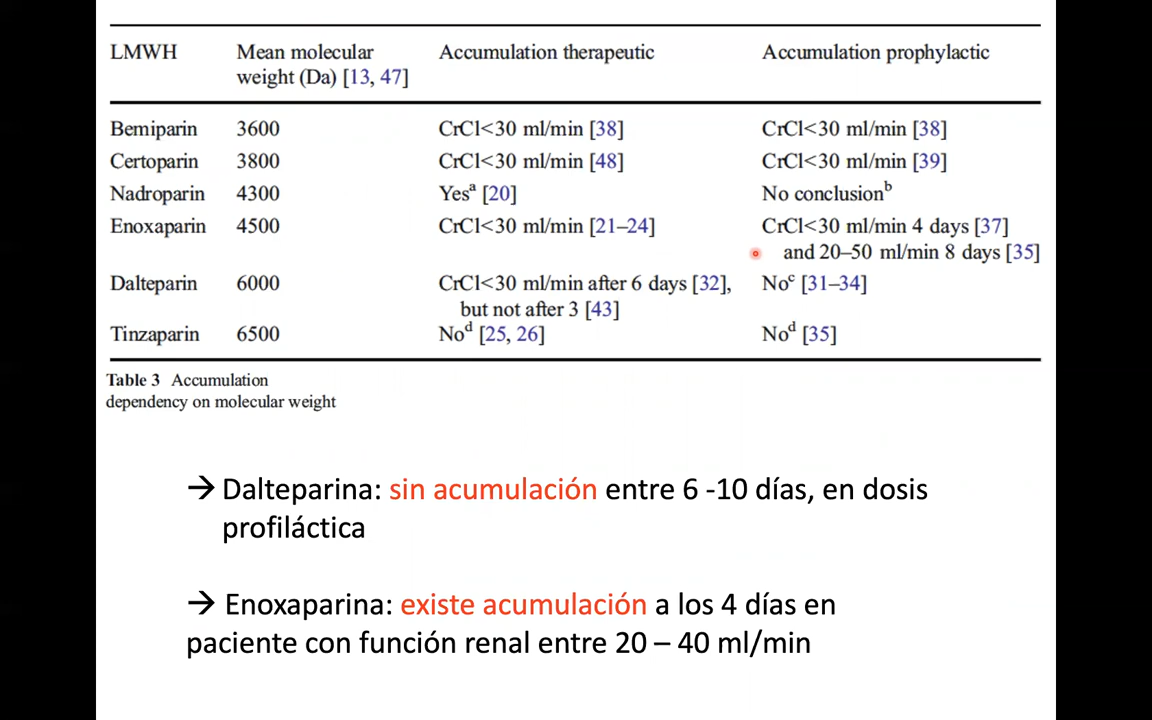 LMWH Mean molecular weight (Da) [13, 47] Accumulation therapeutic Accumulation prophylactic
Bemiparin 3600 CrCl<30 ml/min [38] CrCl<30 ml/min [38]
Certoparin 3800 CrCl<30 ml/min [48] CrCl<30 ml/min [39]
Nadroparin 4300 Yesᵃ [20] No conclusionᵇ
Enoxaparin 4500 CrCl<30 ml/min [21–24] CrCl<30 ml/min 4 days [37]
and 20–50 ml/min 8 days [35]
Dalteparin 6000 CrCl<30 ml/min after 6 days [32], Noᶜ [31–34]
but not after 3 [43]
Tinzaparin 6500 Noᵈ [25, 26] Noᵈ [35]
Table 3 Accumulation
dependency on molecular weight
→ Dalteparina: sin acumulación entre 6 -10 días, en dosis
profiláctica
→ Enoxaparina: existe acumulación a los 4 días en
paciente con función renal entre 20 – 40 ml/min